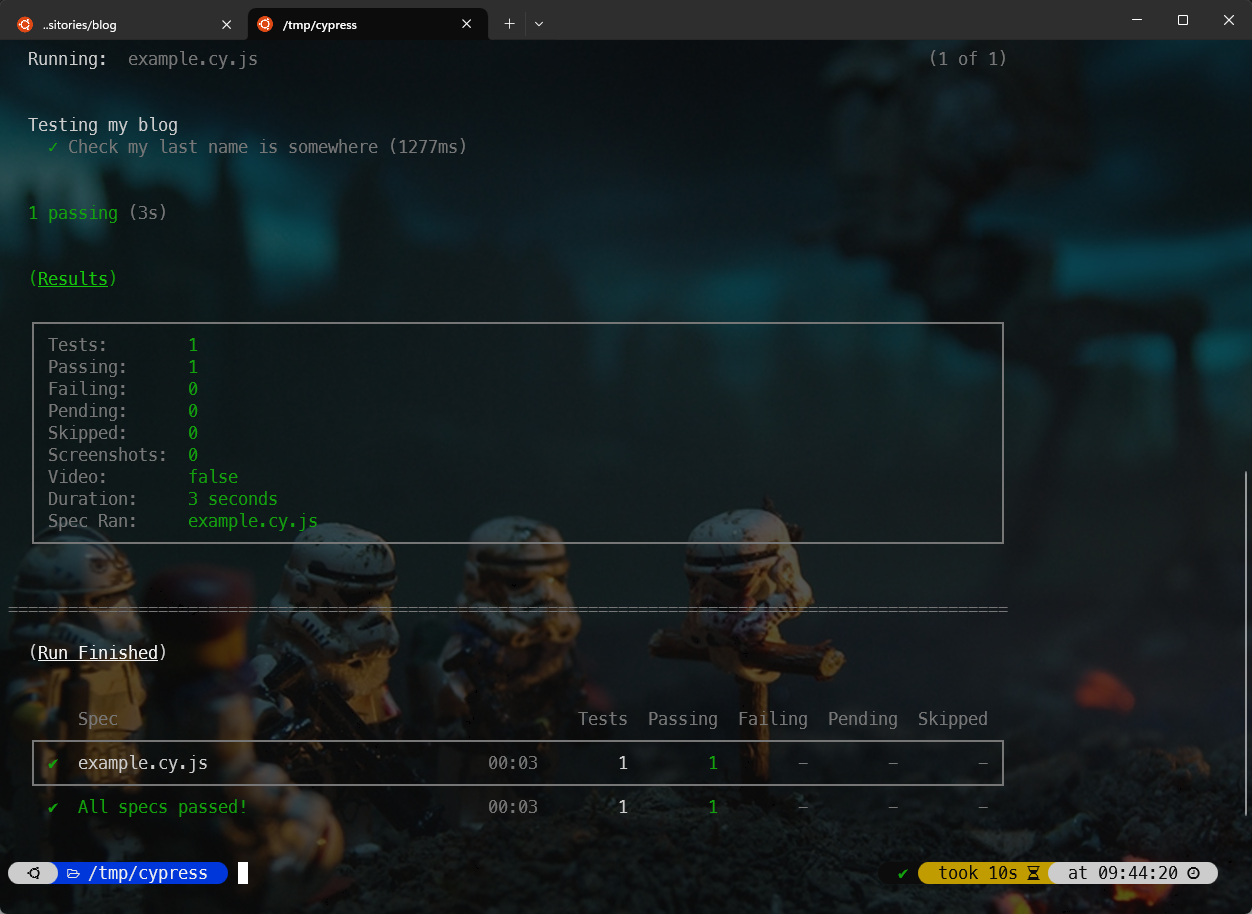 ..sitories/blog /tmp/cypress
Running: example.cy.js (1 of 1)
Testing my blog
✓ Check my last name is somewhere (1277ms)
1 passing (3s)
(Results)
Tests: 1
Passing: 1
Failing: 0
Pending: 0
Skipped: 0
Screenshots: 0
Video: false
Duration: 3 seconds
Spec Ran: example.cy.js
====================================================================================================
(Run Finished)
Spec Tests Passing Failing Pending Skipped
✔ example.cy.js 00:03 1 1 - - -
✔ All specs passed! 00:03 1 1 - - -
/tmp/cypress ✔ took 10s at 09:44:20